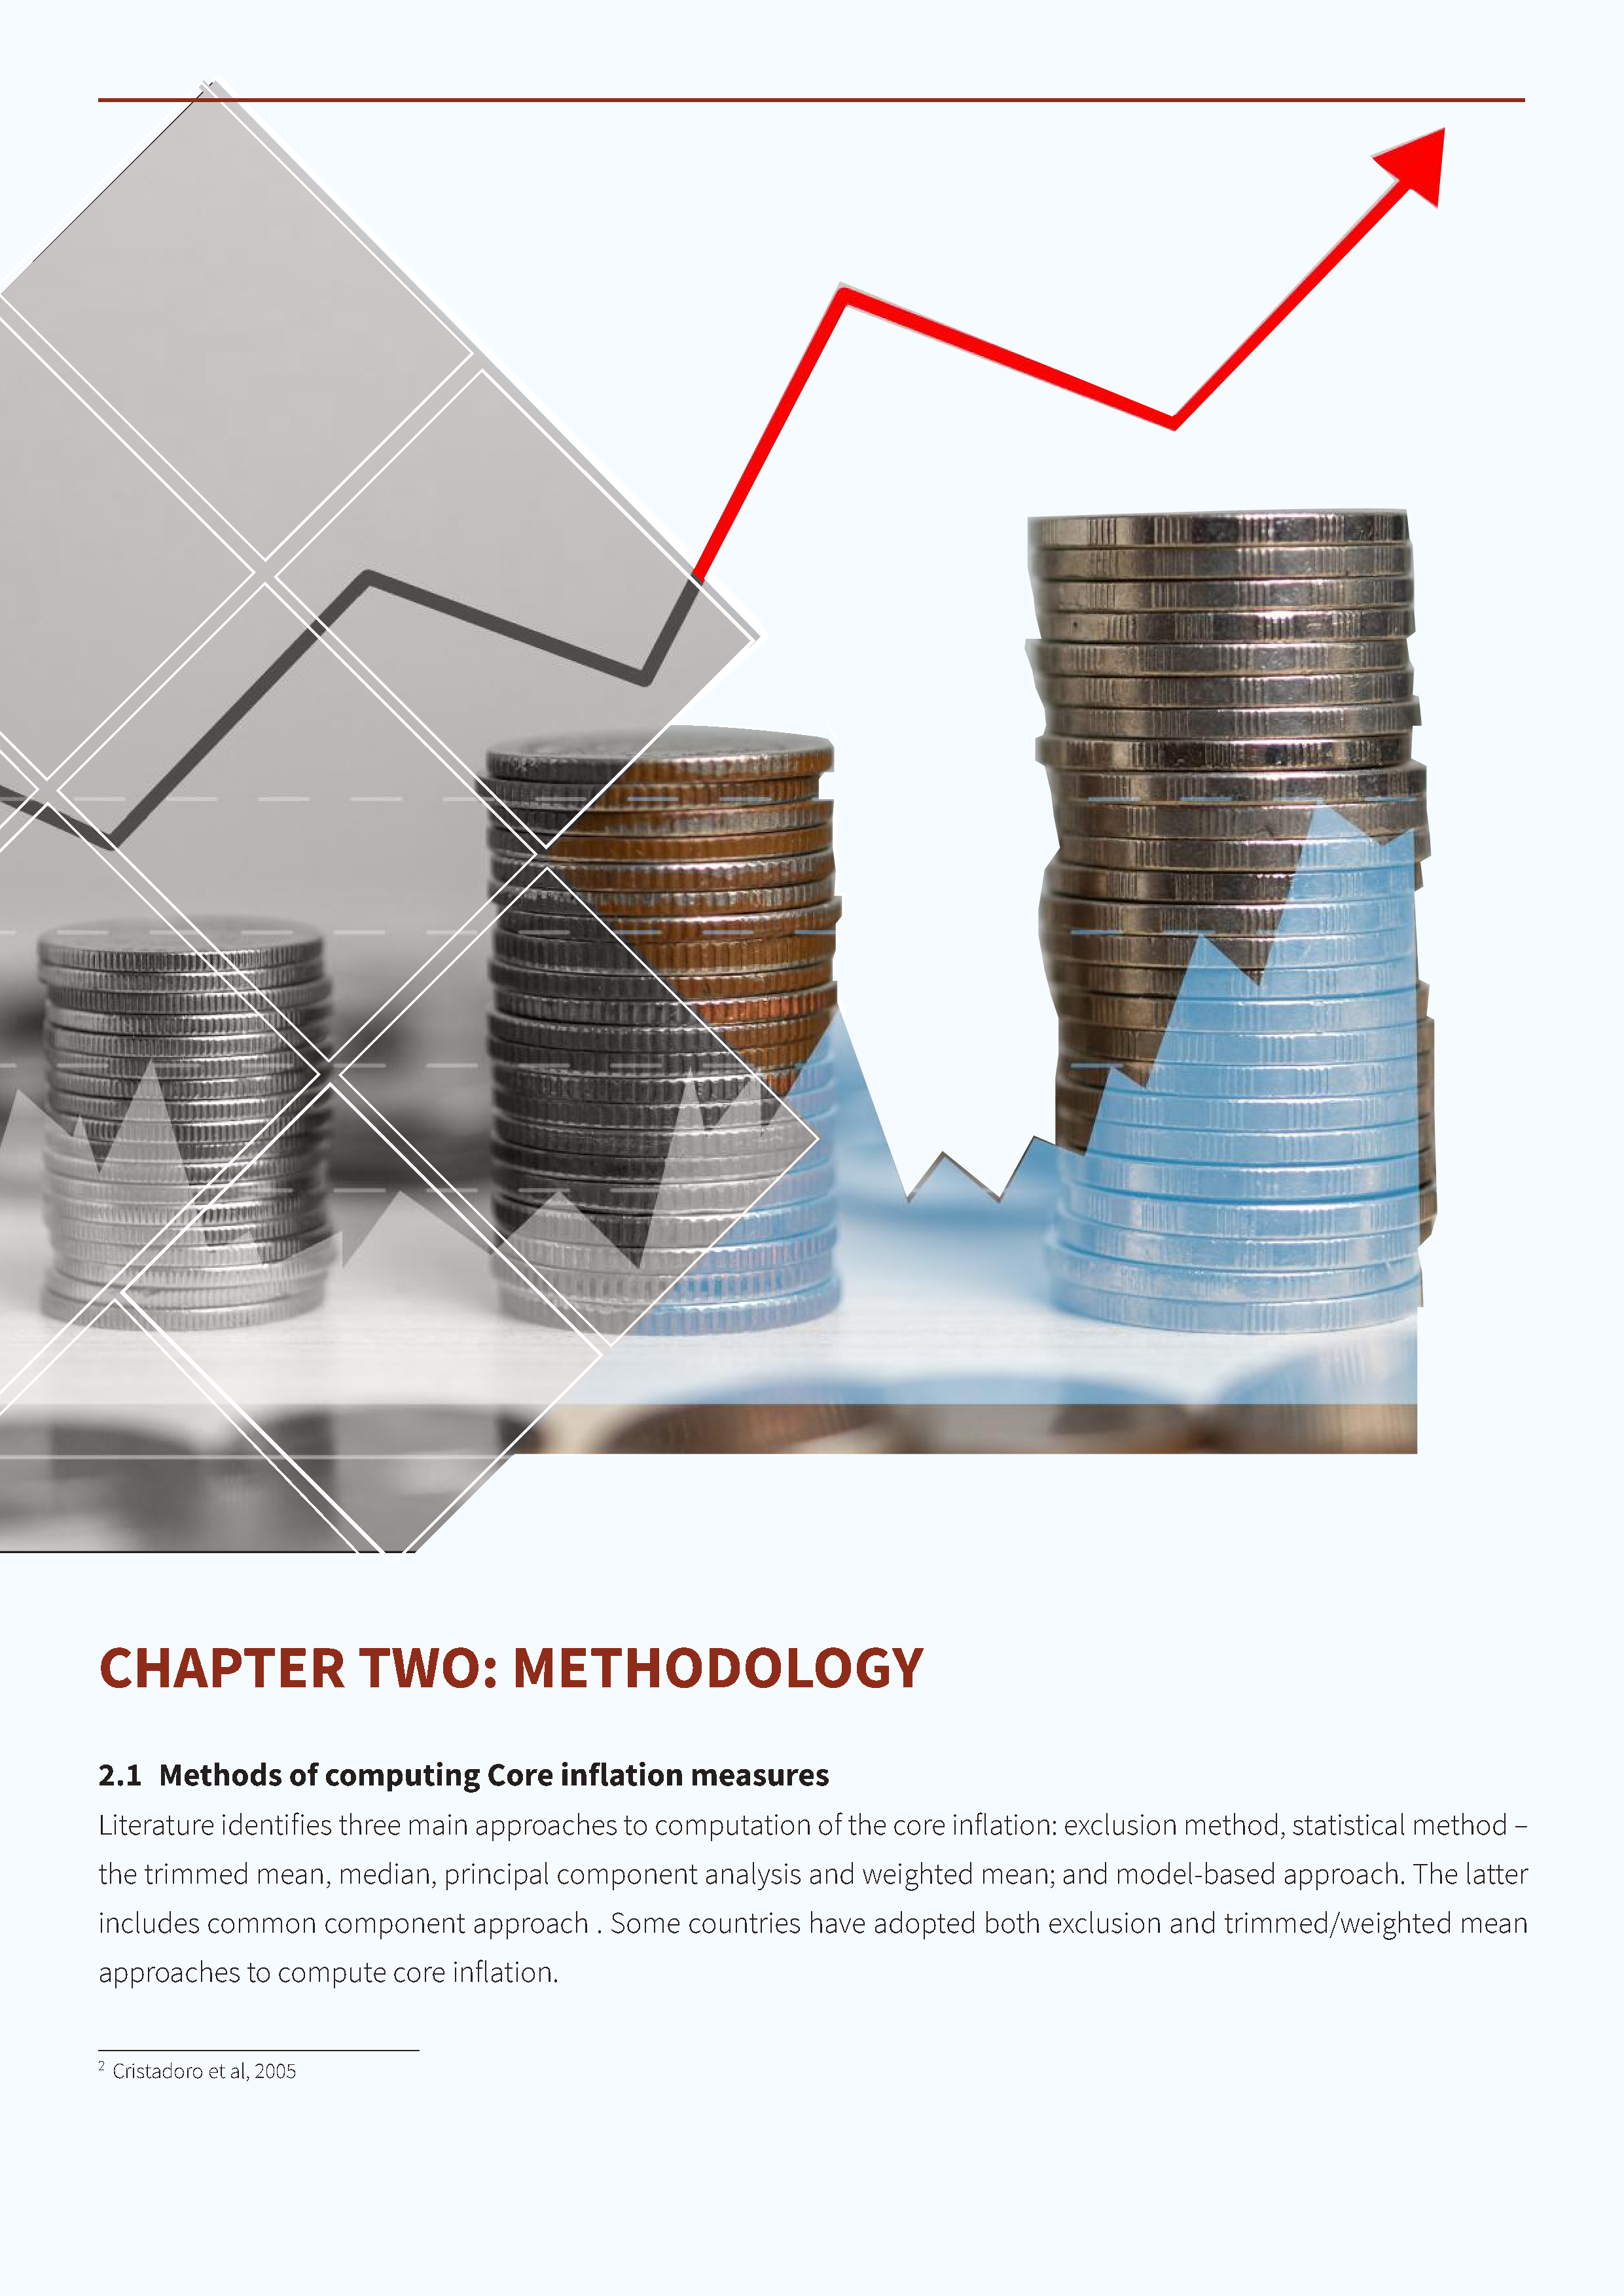 CHAPTER TWO: METHODOLOGY
2.1 Methods of computing Core inflation measures
Literature identifies three main approaches to computation of the core inflation: exclusion method, statistical method –
the trimmed mean, median, principal component analysis and weighted mean; and model-based approach. The latter
includes common component approach . Some countries have adopted both exclusion and trimmed/weighted mean
approaches to compute core inflation.
2 Cristadoro et al, 2005